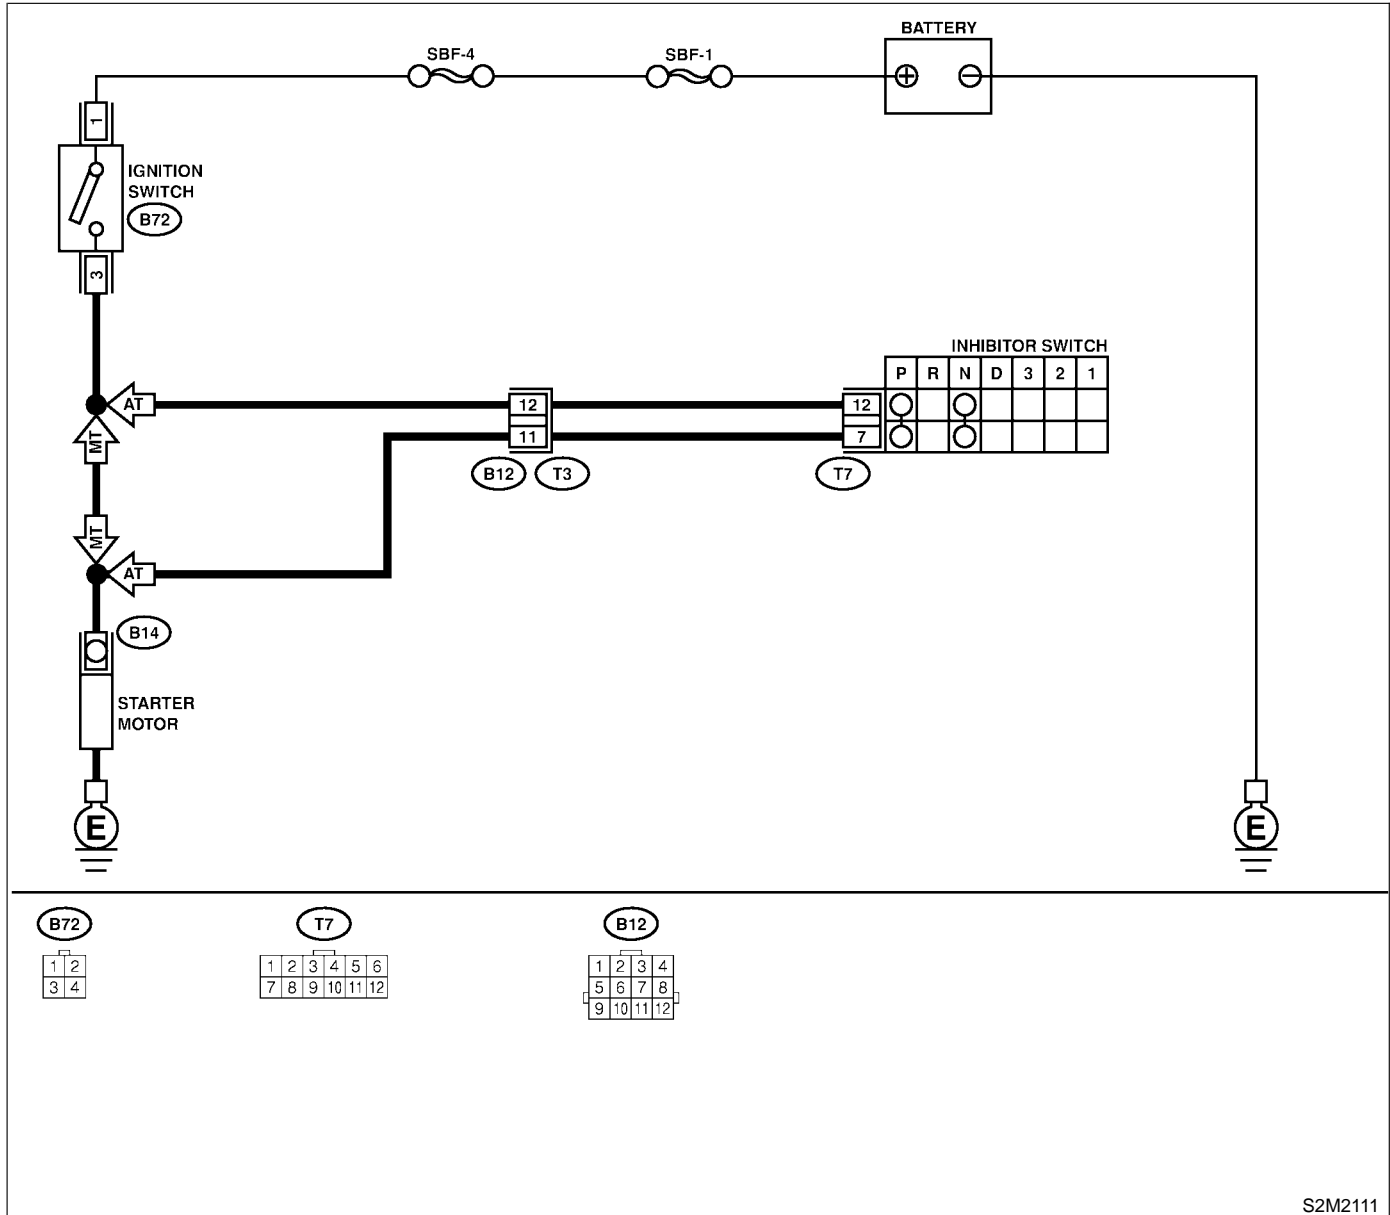 BATTERY
SBF-4
SBF-1
+
−
1
IGNITION
SWITCH
B72
3
INHIBITOR SWITCH
P R N D 3 2 1
AT
12
12
MT
11
7
B12
T3
T7
MT
AT
B14
STARTER
MOTOR
E
E
B72
1 2
3 4
T7
1 2 3 4 5 6
7 8 9 10 11 12
B12
1 2 3 4
5 6 7 8
9 10 11 12
S2M2111